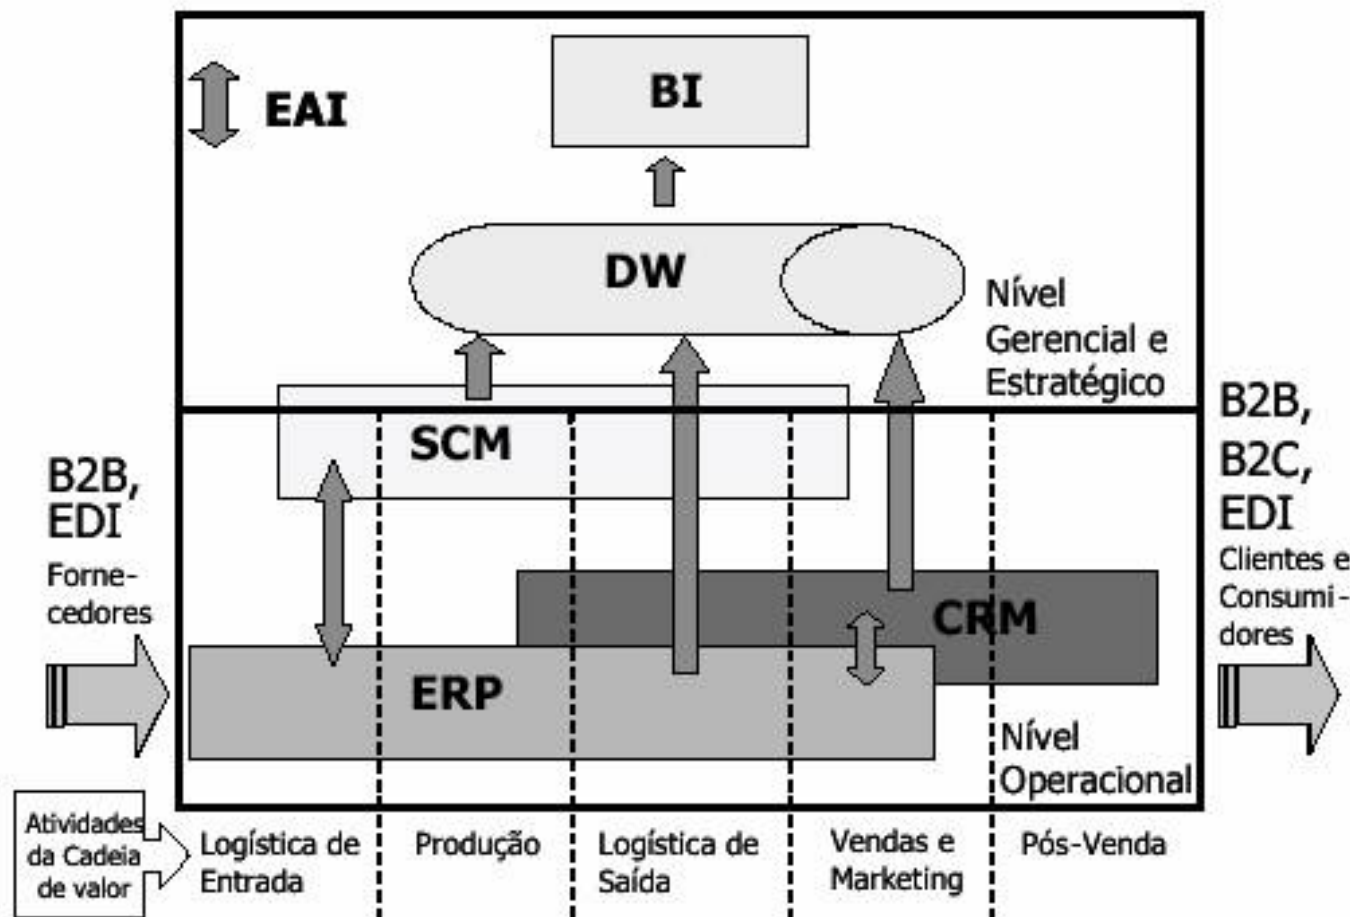 EAI
BI
DW
Nível
Gerencial e
Estratégico
SCM
B2B,
EDI
Forne-
cedores
B2B,
B2C,
EDI
Clientes e
Consumi-
dores
CRM
ERP
Nível
Operacional
Atividades
da Cadeia
de valor
Logística de
Entrada
Produção
Logística de
Saída
Vendas e
Marketing
Pós-Venda